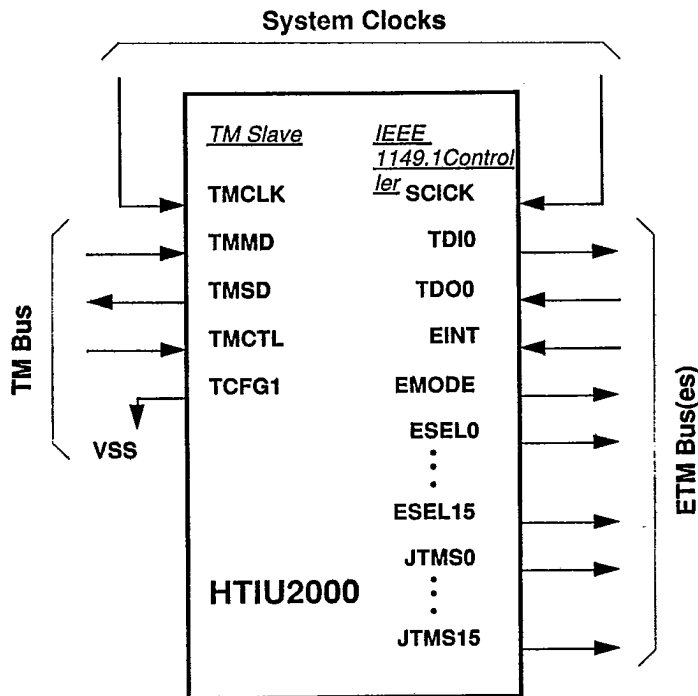 System Clocks
TM Slave
IEEE
1149.1Control
ler
TMCLK
SCICK
TMMD
TDI0
TMSD
TDO0
TMCTL
EINT
TCFG1
EMODE
VSS
ESEL0
ESEL15
JTMS0
HTIU2000
JTMS15
TM Bus
ETM Bus(es)